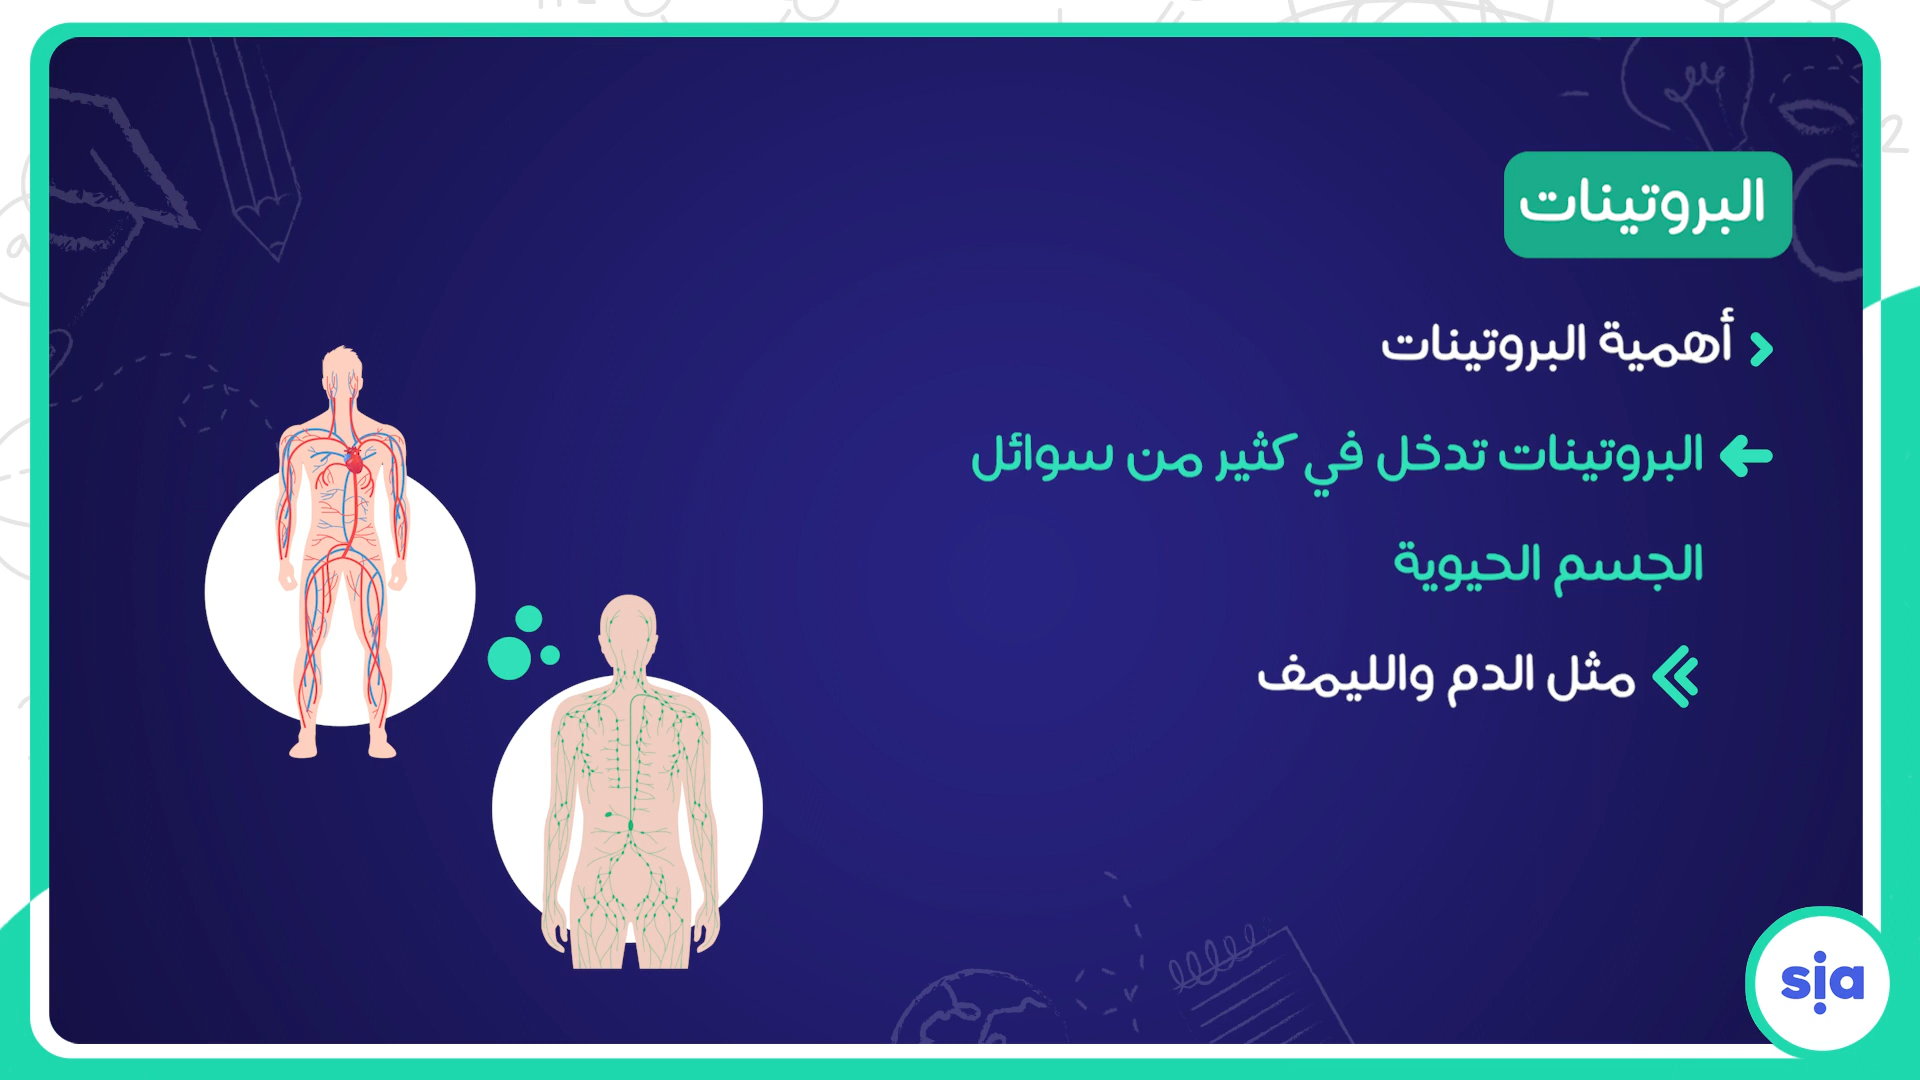 البروتينات
أهمية البروتينات
البروتينات تدخل في كثير من سوائل
الجسم الحيوية
مثل الدم والليمف
sia